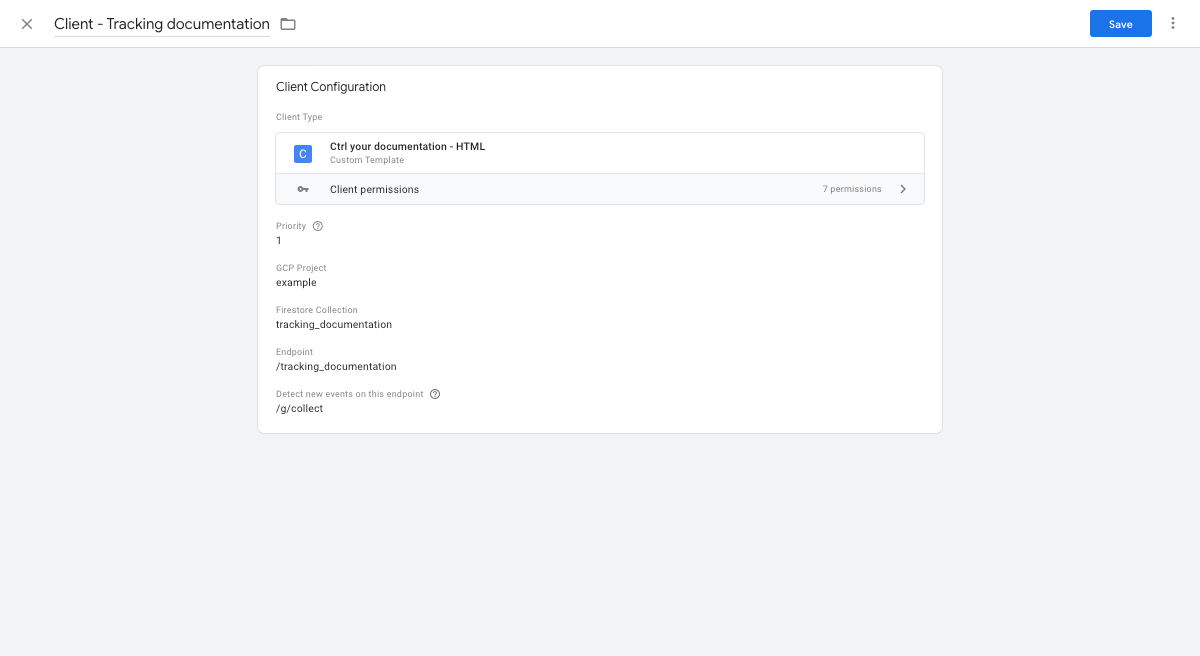 Client - Tracking documentation
Save
Client Configuration
Client Type
C
Ctrl your documentation - HTML
Custom Template
Client permissions
7 permissions
Priority
1
GCP Project
example
Firestore Collection
tracking_documentation
Endpoint
/tracking_documentation
Detect new events on this endpoint
/g/collect